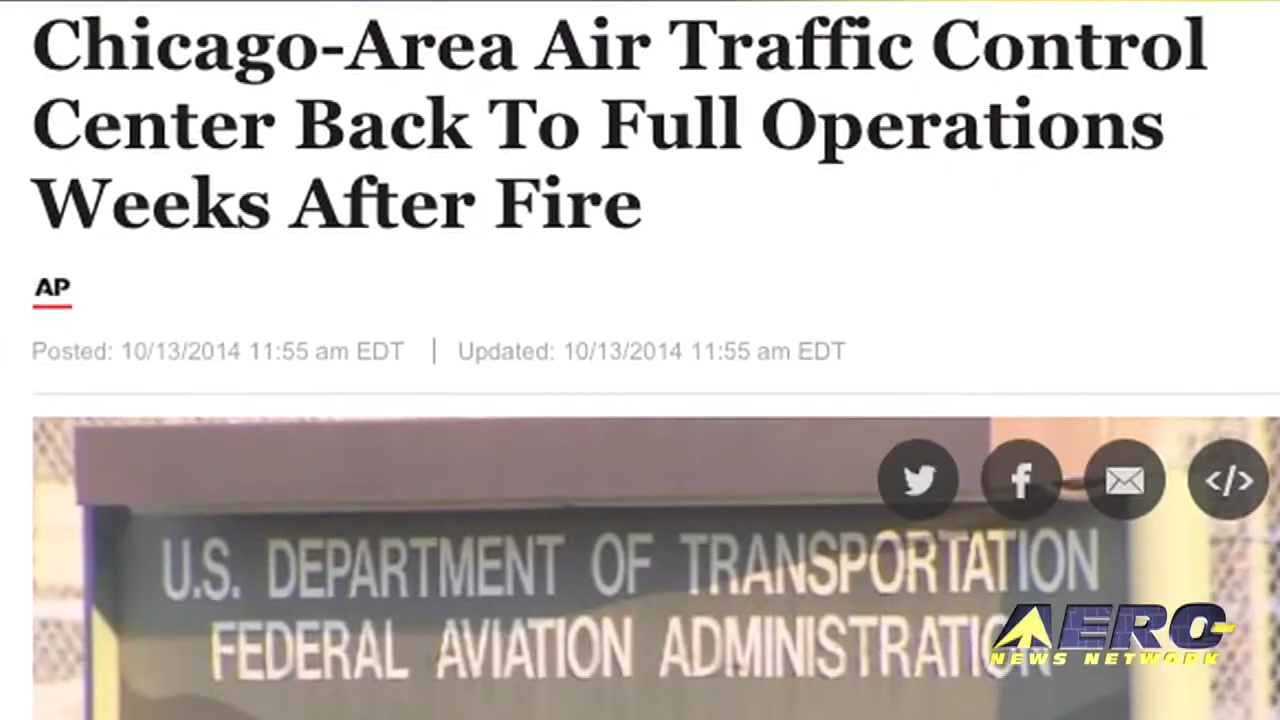 Chicago-Area Air Traffic Control
Center Back To Full Operations
Weeks After Fire
AP
Posted: 10/13/2014 11:55 am EDT | Updated: 10/13/2014 11:55 am EDT
U.S. DEPARTMENT OF TRANSPORTATION
FEDERAL AVIATION ADMINISTRATION
AERO
NEWS NETWORK